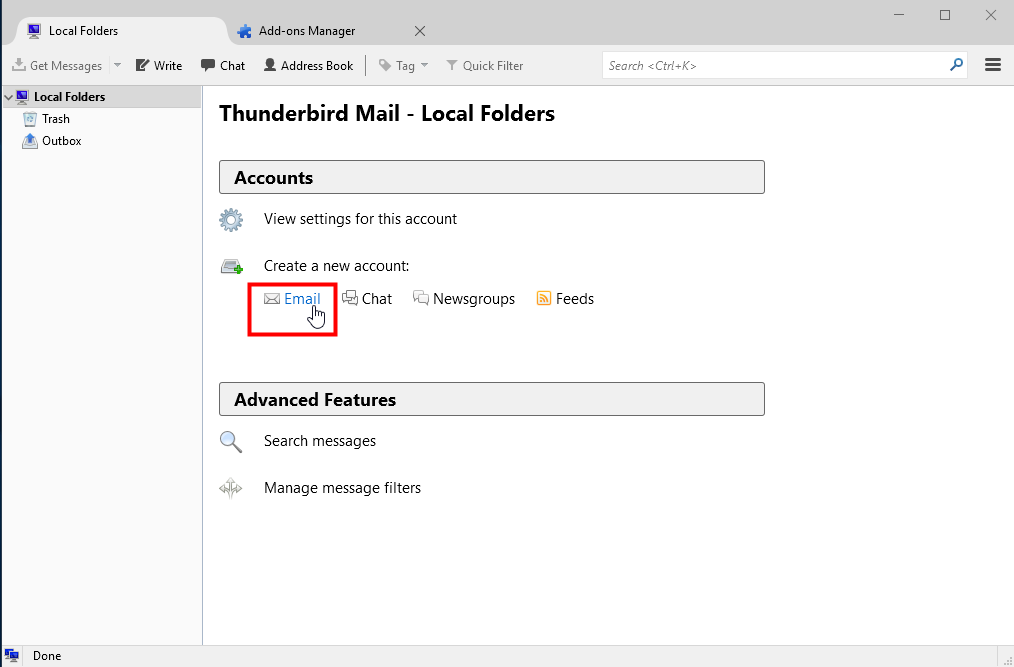 Local Folders Add-ons Manager
Get Messages Write Chat Address Book Tag Quick Filter Search <Ctrl+K>
Local Folders
Trash
Outbox
Thunderbird Mail - Local Folders
Accounts
View settings for this account
Create a new account:
Email Chat Newsgroups Feeds
Advanced Features
Search messages
Manage message filters
Done